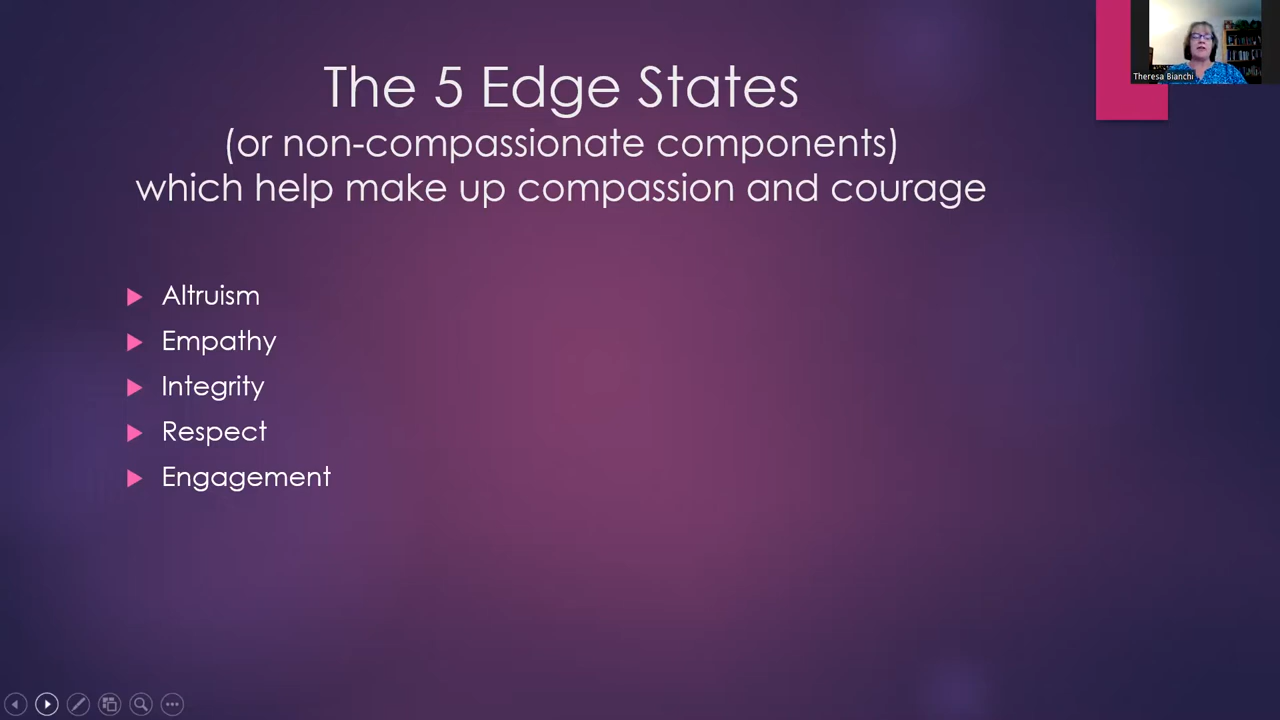 The 5 Edge States
(or non-compassionate components)
which help make up compassion and courage
Altruism
Empathy
Integrity
Respect
Engagement
Theresa Bianchi